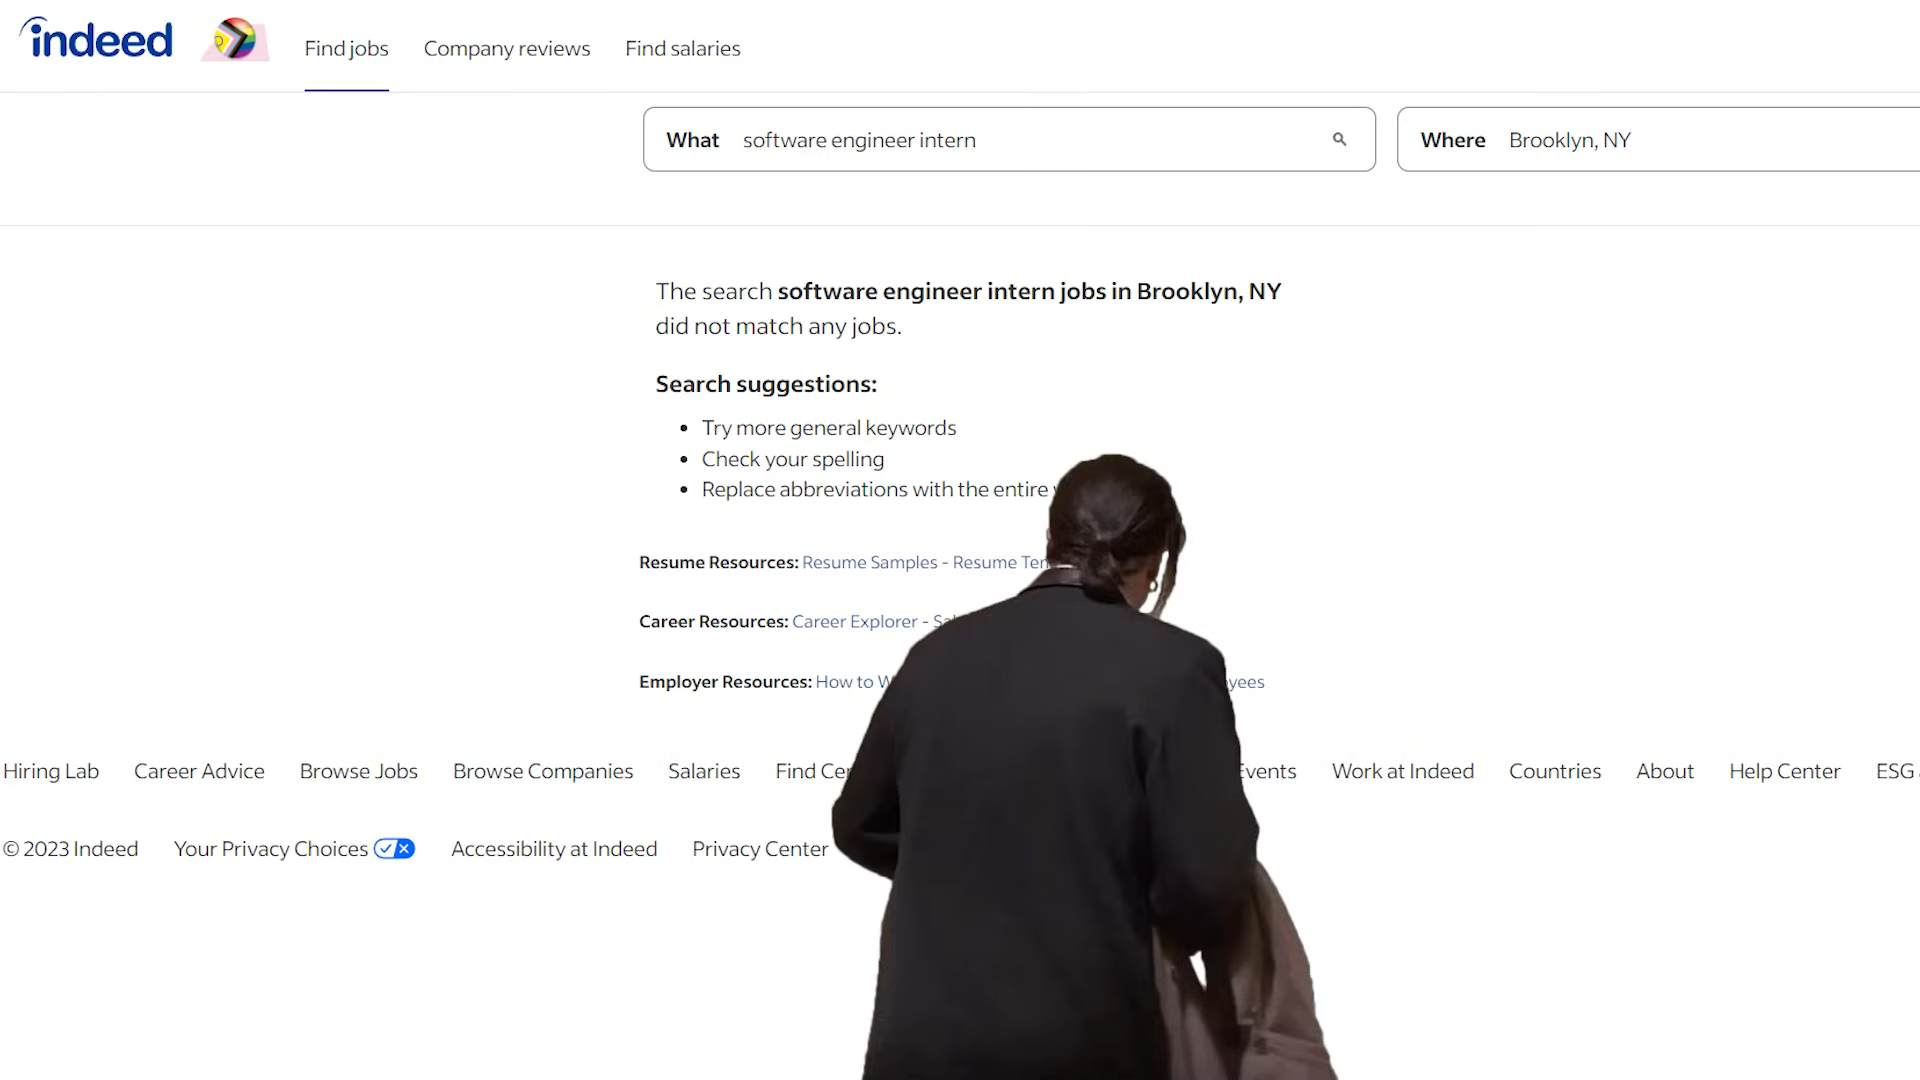 indeed
Find jobs Company reviews Find salaries
What software engineer intern Where Brooklyn, NY
The search software engineer intern jobs in Brooklyn, NY
did not match any jobs.
Search suggestions:
Try more general keywords
Check your spelling
Replace abbreviations with the entire
Resume Resources: Resume Samples - Resume
Career Resources: Career Explorer -
Employer Resources: How to
Hiring Lab Career Advice Browse Jobs Browse Companies Salaries Find Events Work at Indeed Countries About Help Center ESG
© 2023 Indeed Your Privacy Choices Accessibility at Indeed Privacy Center